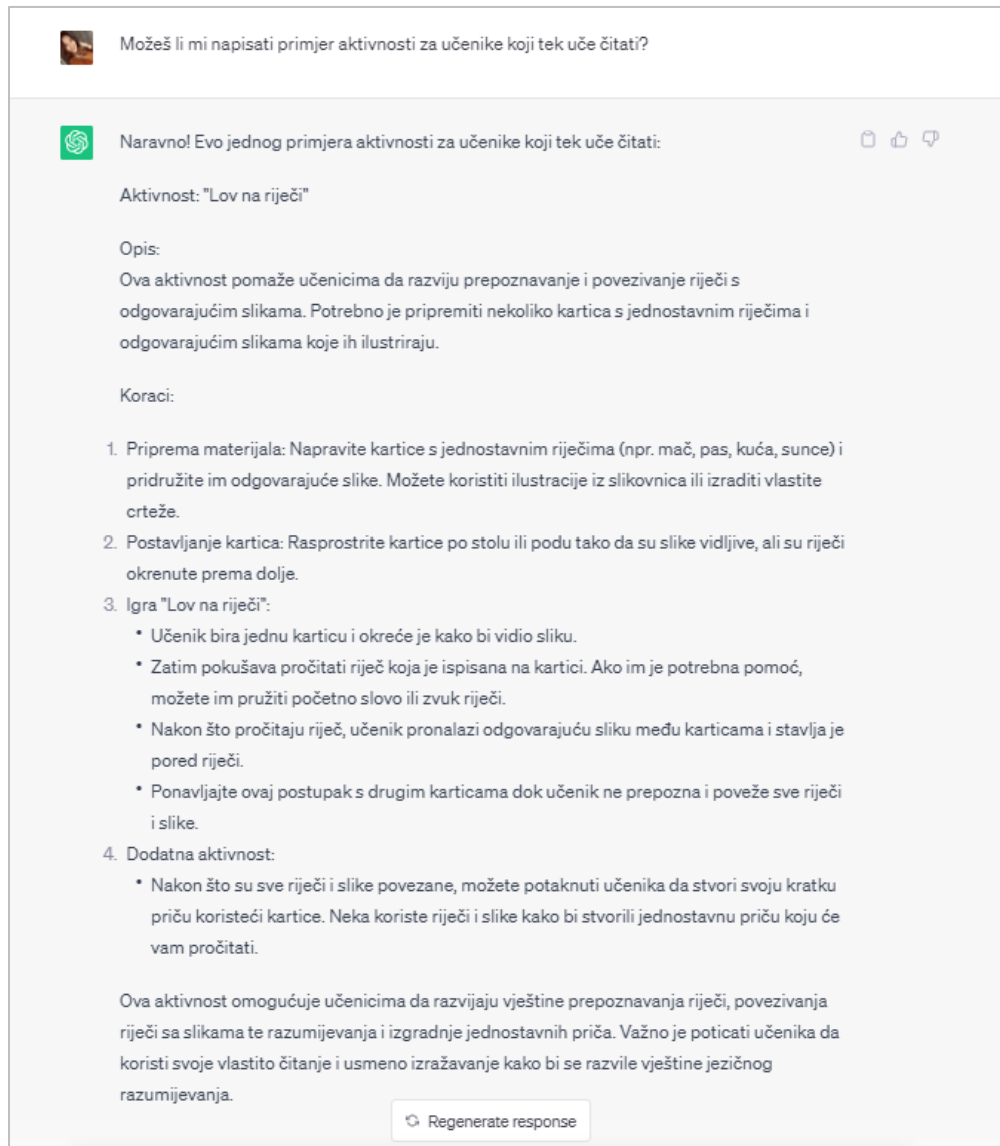 Možeš li mi napisati primjer aktivnosti za učenike koji tek uče čitati?
Naravno! Evo jednog primjera aktivnosti za učenike koji tek uče čitati:
Aktivnost: "Lov na riječi"
Opis:
Ova aktivnost pomaže učenicima da razviju prepoznavanje i povezivanje riječi s
odgovarajućim slikama. Potrebno je pripremiti nekoliko kartica s jednostavnim riječima i
odgovarajućim slikama koje ih ilustriraju.
Koraci:
1. Priprema materijala: Napravite kartice s jednostavnim riječima (npr. mač, pas, kuća, sunce) i
pridružite im odgovarajuće slike. Možete koristiti ilustracije iz slikovnica ili izraditi vlastite
crteže.
2. Postavljanje kartica: Rasprostrite kartice po stolu ili podu tako da su slike vidljive, ali su riječi
okrenute prema dolje.
3. Igra "Lov na riječi":
• Učenik bira jednu karticu i okreće je kako bi vidio sliku.
• Zatim pokušava pročitati riječ koja je ispisana na kartici. Ako im je potrebna pomoć,
možete im pružiti početno slovo ili zvuk riječi.
• Nakon što pročitaju riječ, učenik pronalazi odgovarajuću sliku među karticama i stavlja je
pored riječi.
• Ponavljajte ovaj postupak s drugim karticama dok učenik ne prepozna i poveže sve riječi
i slike.
4. Dodatna aktivnost:
• Nakon što su sve riječi i slike povezane, možete potaknuti učenika da stvori svoju kratku
priču koristeći kartice. Neka koriste riječi i slike kako bi stvorili jednostavnu priču koju će
vam pročitati.
Ova aktivnost omogućuje učenicima da razvijaju vještine prepoznavanja riječi, povezivanja
riječi sa slikama te razumijevanja i izgradnje jednostavnih priča. Važno je poticati učenika da
koristi svoje vlastito čitanje i usmeno izražavanje kako bi se razvile vještine jezičnog
razumijevanja.
Regenerate response